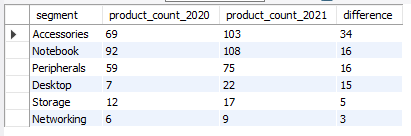 segment product_count_2020 product_count_2021 difference
Accessories 69 103 34
Notebook 92 108 16
Peripherals 59 75 16
Desktop 7 22 15
Storage 12 17 5
Networking 6 9 3